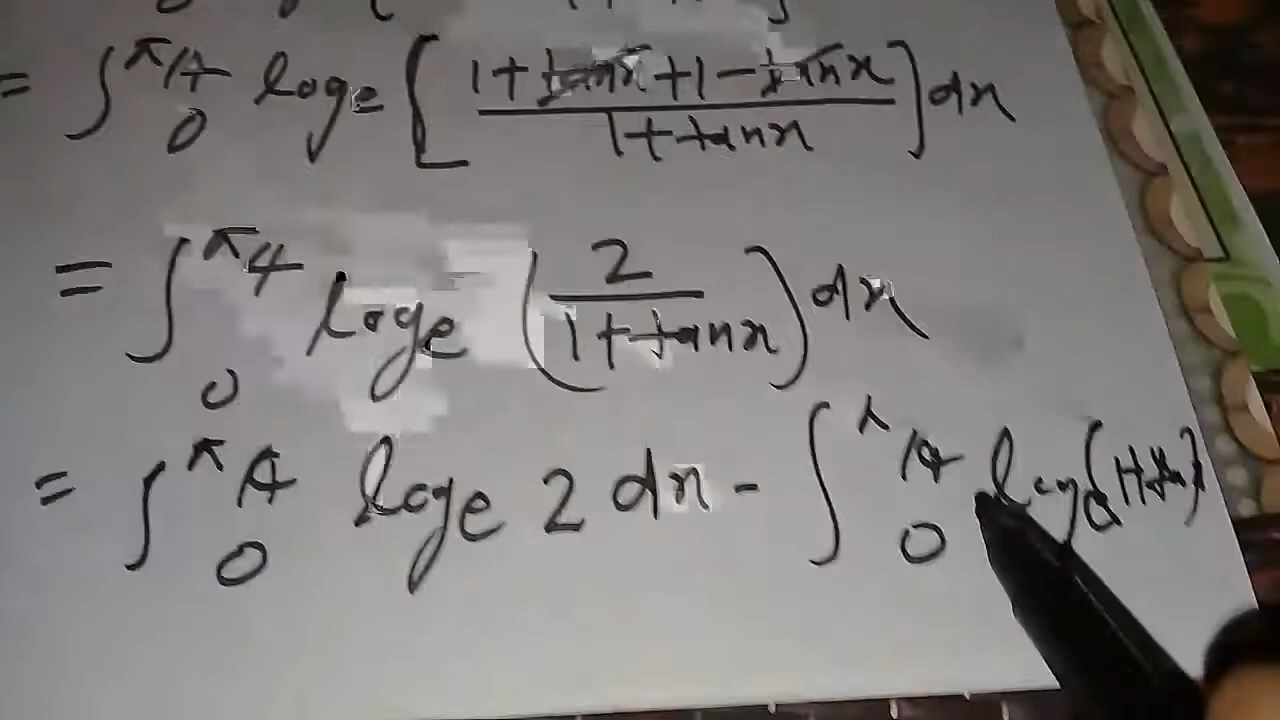 = ∫₀^π/4 logₑ [ (1+tanx+1−tanx)/(1+tanx) ] dx
= ∫₀^π/4 logₑ ( 2/(1+tanx) ) dx
= ∫₀^π/4 logₑ 2 dx - ∫₀^π/4 logₑ(1+tanx)